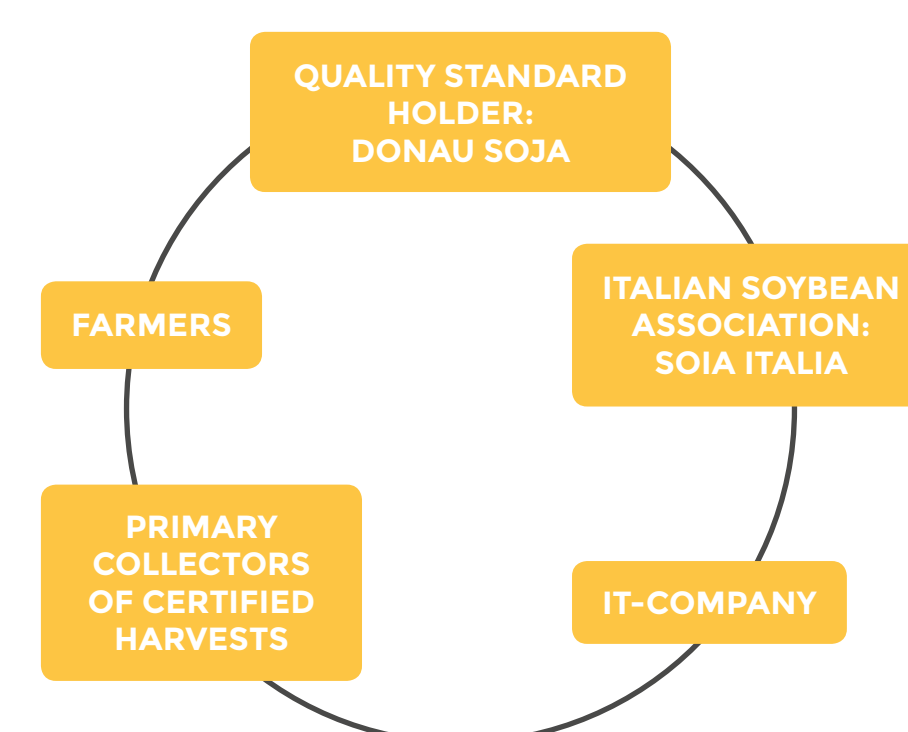 QUALITY STANDARD
HOLDER:
DONAU SOJA
ITALIAN SOYBEAN
ASSOCIATION:
SOIA ITALIA
FARMERS
PRIMARY
COLLECTORS
OF CERTIFIED
HARVESTS
IT-COMPANY